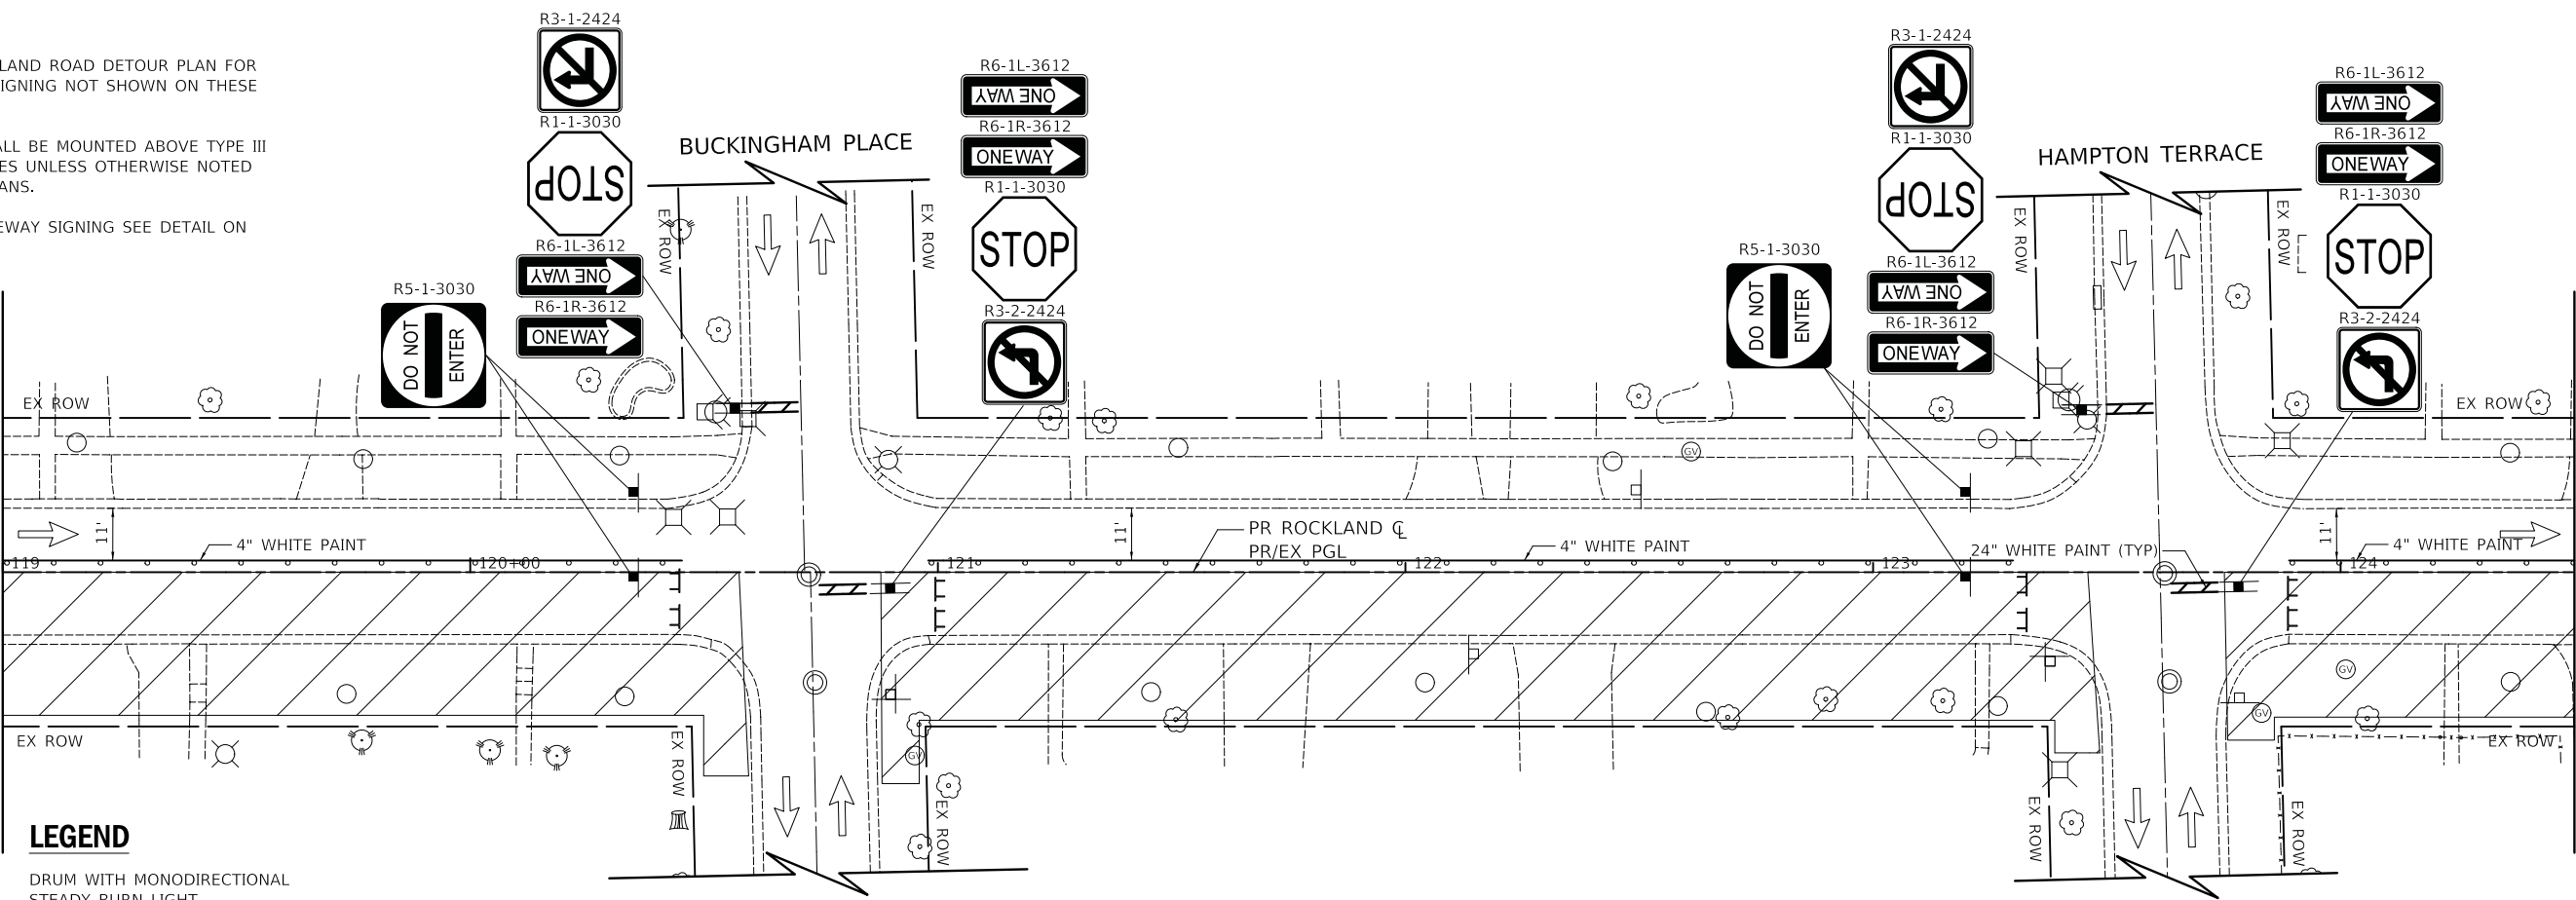 LAND ROAD DETOUR PLAN FOR
IGNING NOT SHOWN ON THESE
ALL BE MOUNTED ABOVE TYPE III
ES UNLESS OTHERWISE NOTED
ANS.
EWAY SIGNING SEE DETAIL ON
R3-1-2424
R1-1-3030
STOP
R6-1L-3612
ONE WAY
R6-1R-3612
ONEWAY
R5-1-3030
DO NOT
ENTER
BUCKINGHAM PLACE
R6-1L-3612
ONE WAY
R6-1R-3612
ONEWAY
R1-1-3030
STOP
R3-2-2424
R3-1-2424
R1-1-3030
STOP
R6-1L-3612
ONE WAY
R6-1R-3612
ONEWAY
R5-1-3030
DO NOT
ENTER
HAMPTON TERRACE
R6-1L-3612
ONE WAY
R6-1R-3612
ONEWAY
R1-1-3030
STOP
R3-2-2424
EX ROW
EX ROW
EX ROW
EX ROW
EX ROW
EX ROW
GV
11'
4" WHITE PAINT
11'
PR ROCKLAND ℄
PR/EX PGL
4" WHITE PAINT
24" WHITE PAINT (TYP)
11'
4" WHITE PAINT
119
120+00
121
122
123
124
GV
GV
GV
EX ROW
EX ROW
EX ROW
EX ROW
EX ROW
EX ROW
LEGEND
DRUM WITH MONODIRECTIONAL
STEADY BURN LIGHT